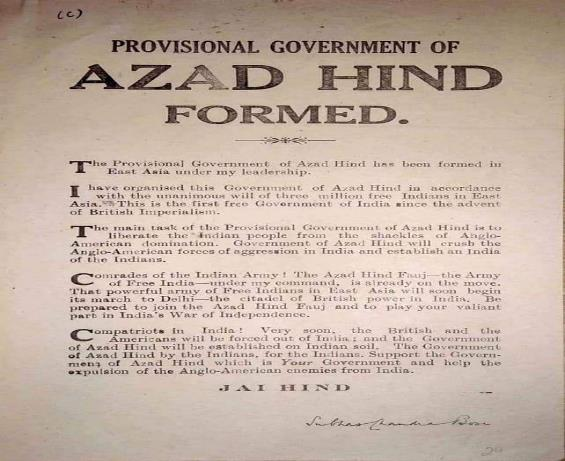 (c)
PROVISIONAL GOVERNMENT OF
AZAD HIND
FORMED.
The Provisional Government of Azad Hind has been formed in
East Asia under my leadership.
I have organised this Government of Azad Hind in accordance
with the unanimous will of three million free Indians in East
Asia. This is the first free Government of India since the advent
of British Imperialism.
The main task of the Provisional Government of Azad Hind is to
liberate the Indian people from the shackles of Anglo-
American domination. Government of Azad Hind will crush the
Anglo-American forces of aggression in India and establish an India
of the Indians.
Comrades of the Indian Army! The Azad Hind Fauj—the Army
of Free India—under my command, is already on the move.
That powerful army of Free Indians in East Asia will soon begin
its march to Delhi—the citadel of British power in India. Be
prepared to join the Azad Hind Fauj and to play your valiant
part in India's War of Independence.
Compatriots in India! Very soon, the British and the
Americans will be forced out of India; and the Government
of Azad Hind will be established on Indian soil. The Government
of Azad Hind by the Indians, for the Indians. Support the Govern-
ment of Azad Hind which is Your Government and help the
expulsion of the Anglo-American enemies from India.
JAI HIND
Subhas Chandra Bose